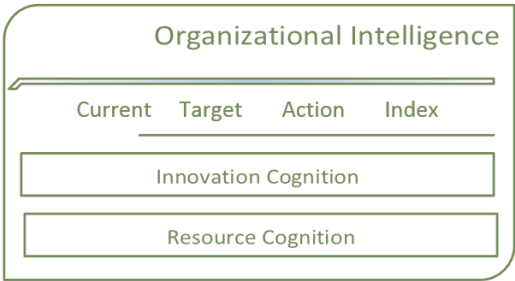 Organizational Intelligence
Current Target Action Index
Innovation Cognition
Resource Cognition